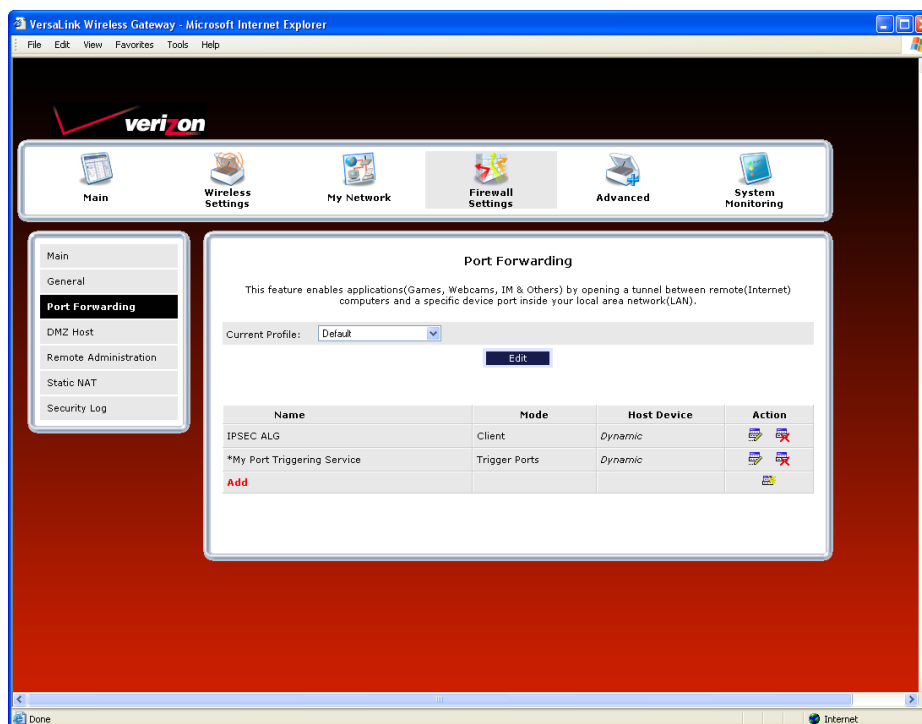 VersaLink Wireless Gateway - Microsoft Internet Explorer
File Edit View Favorites Tools Help
verizon
Main
Wireless Settings
My Network
Firewall Settings
Advanced
System Monitoring
Main
General
Port Forwarding
DMZ Host
Remote Administration
Static NAT
Security Log
Port Forwarding
This feature enables applications(Games, Webcams, IM & Others) by opening a tunnel between remote(Internet)
computers and a specific device port inside your local area network(LAN).
Current Profile: Default
Edit
Name Mode Host Device Action
IPSEC ALG Client Dynamic
*My Port Triggering Service Trigger Ports Dynamic
Add
Done Internet